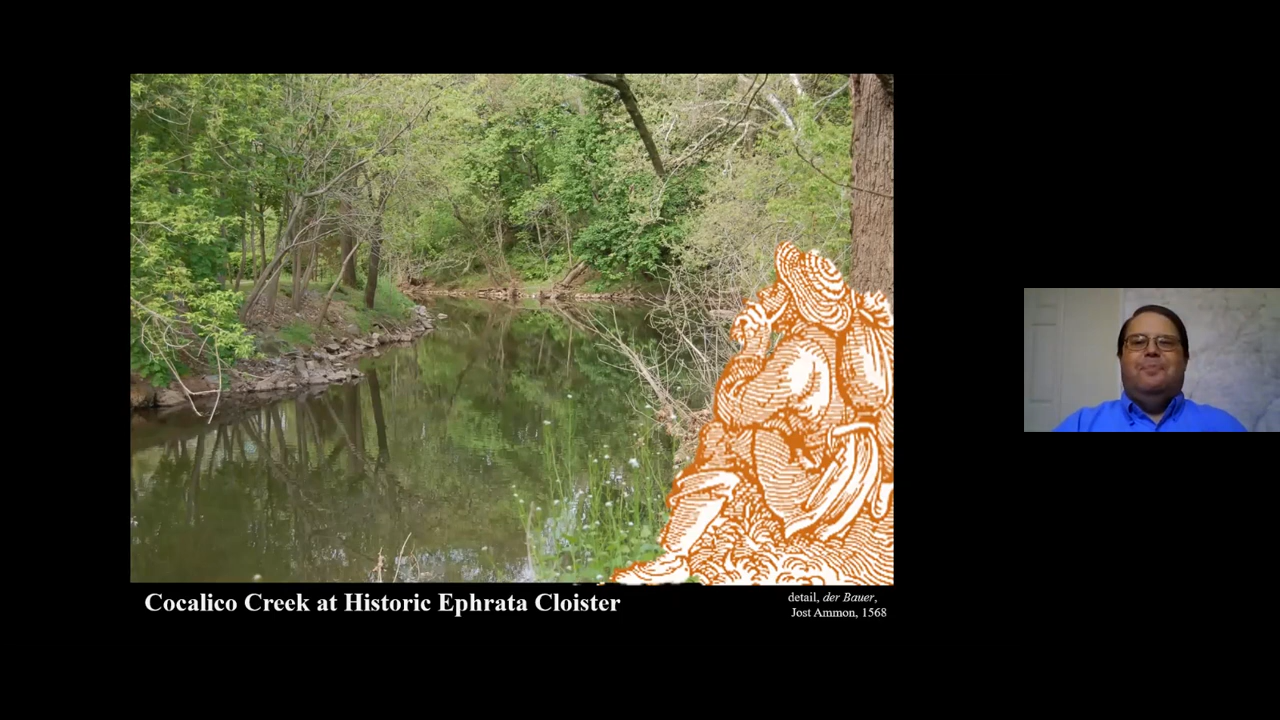 Cocalico Creek at Historic Ephrata Cloister
detail, der Bauer,
Jost Ammon, 1568